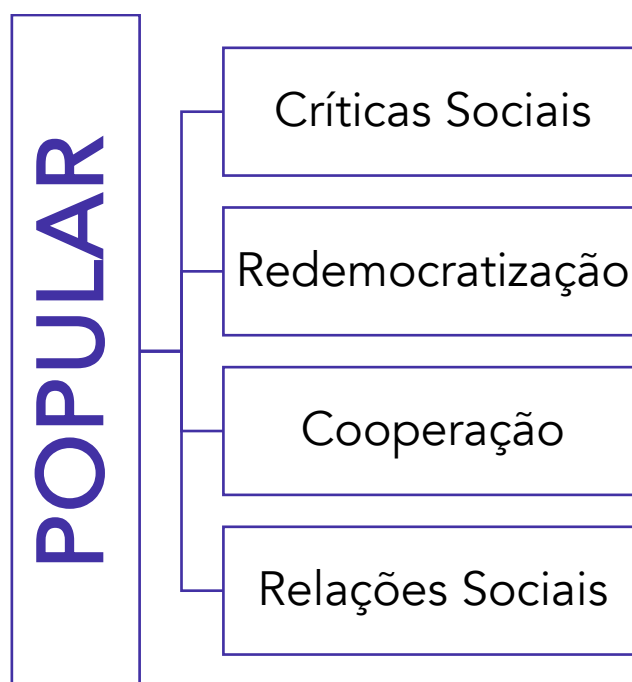 POPULAR
Críticas Sociais
Redemocratização
Cooperação
Relações Sociais